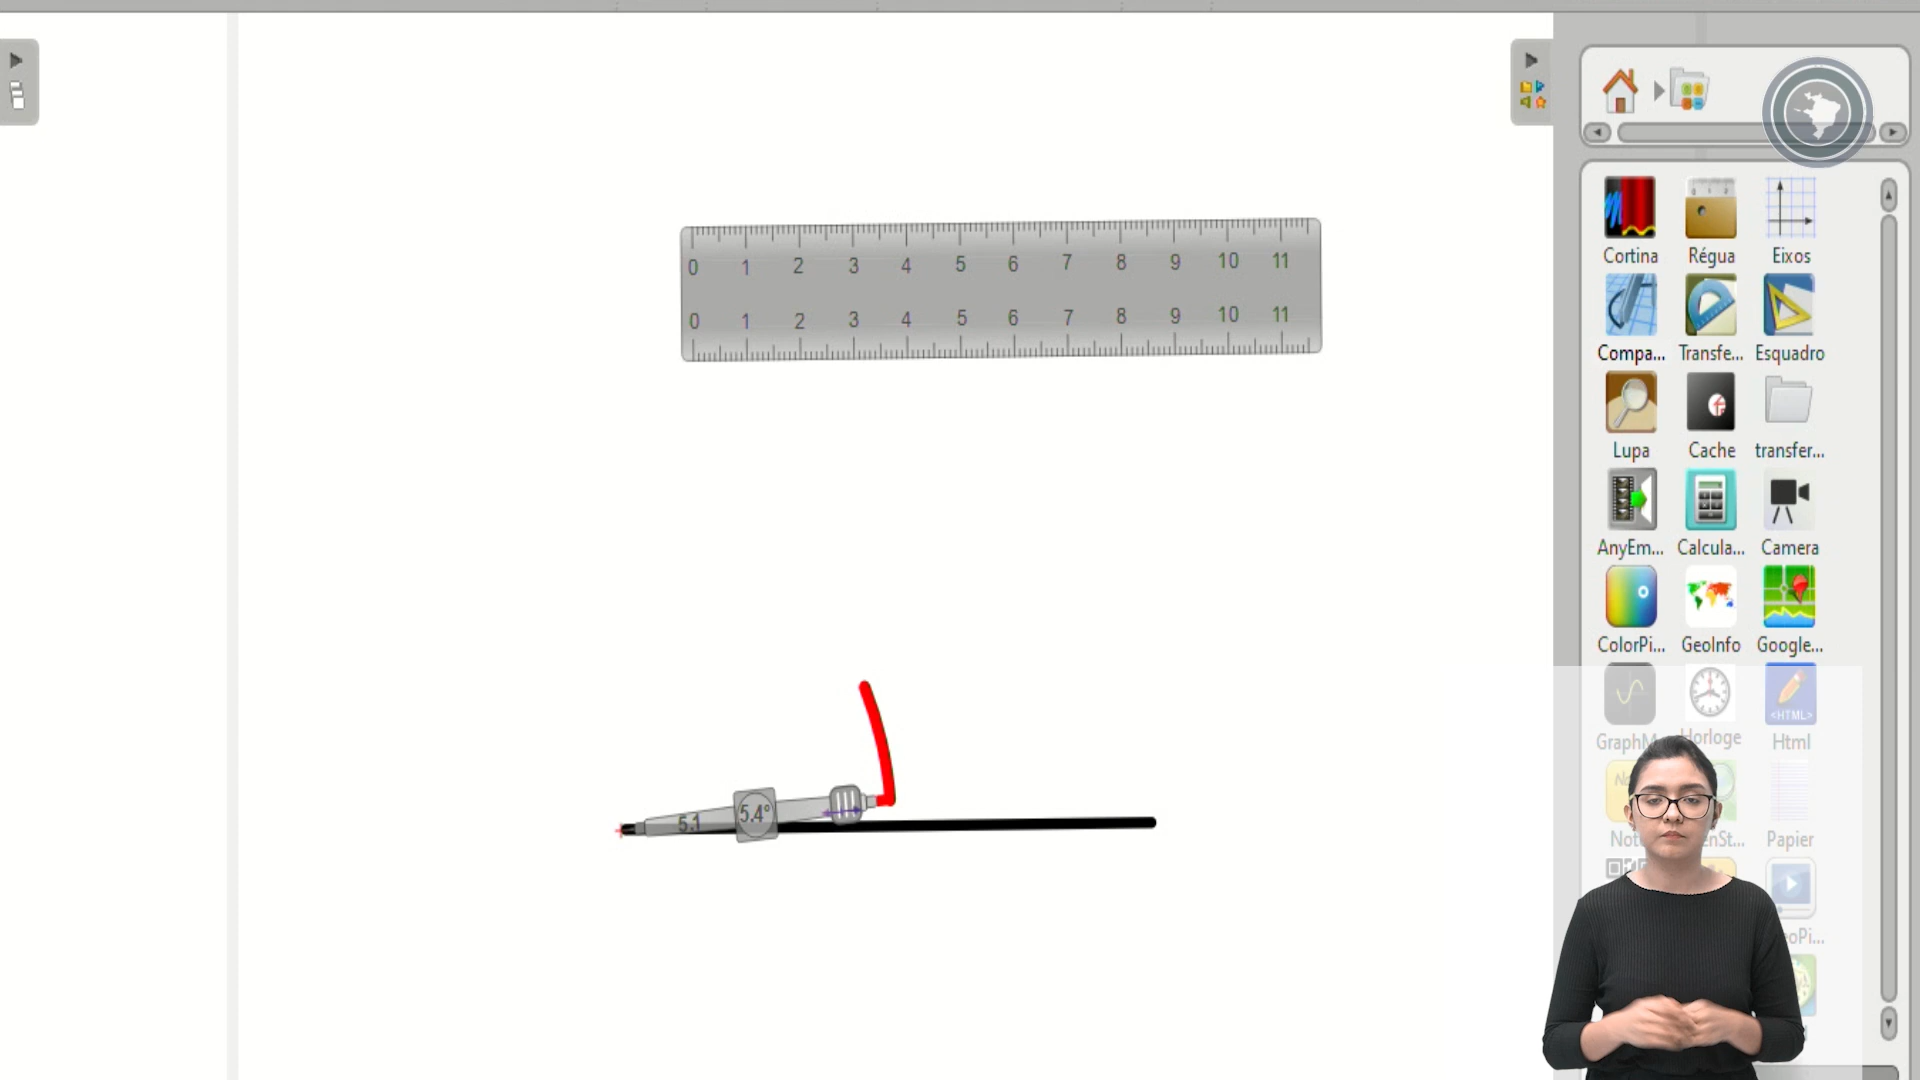 0 1 2 3 4 5 6 7 8 9 10 11
0 1 2 3 4 5 6 7 8 9 10 11
5.1
5.4°
Cortina
Régua
Eixos
Compa...
Transfe...
Esquadro
Lupa
Cache
transfer...
AnyEm...
Calcula...
Camera
ColorPi...
GeoInfo
Google...
<HTML>
Horloge
Html
Papier